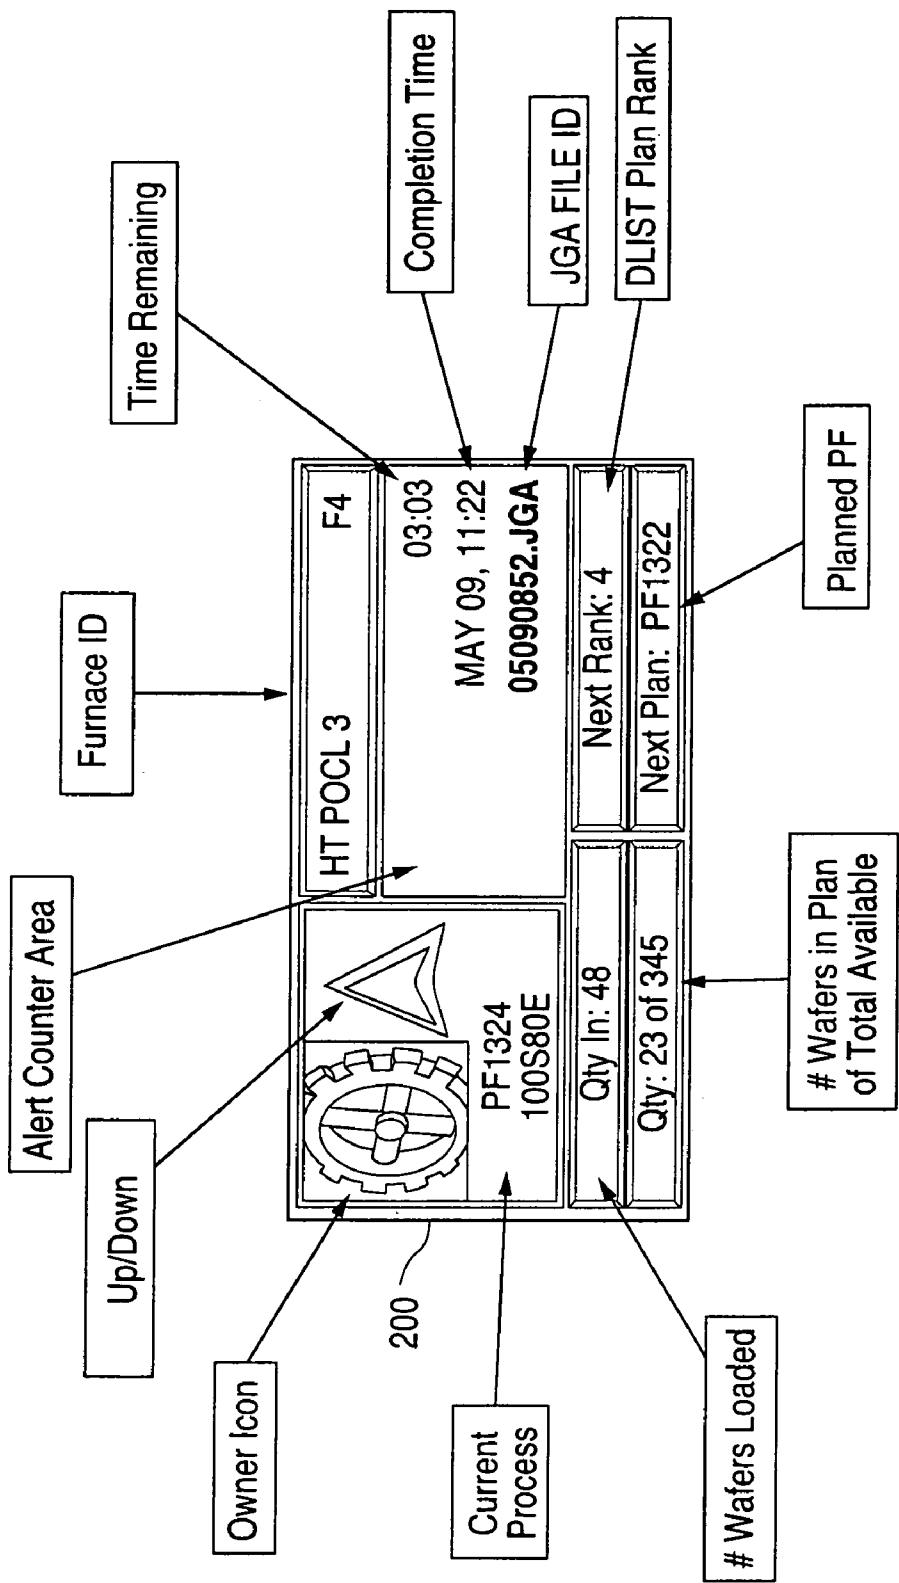 Owner Icon
Up/Down
Alert Counter Area
Furnace ID
Time Remaining
Completion Time
JGA FILE ID
DLIST Plan Rank
Planned PF
# Wafers in Plan
of Total Available
# Wafers Loaded
Current
Process
200
HT POCL 3
F4
03:03
MAY 09, 11:22
05090852.JGA
PF1324
100S80E
Qty In: 48
Next Rank: 4
Qty: 23 of 345
Next Plan: PF1322